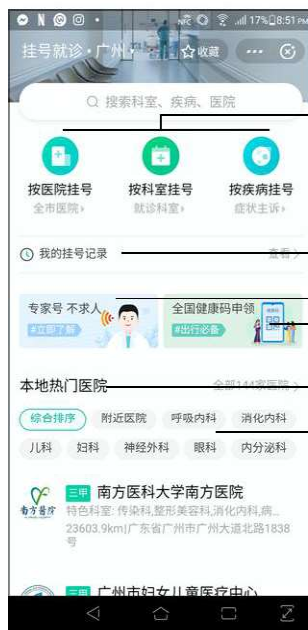 17% 8:51 PM
挂号就诊·广州 收藏
搜索科室、疾病、医院
按医院挂号 按科室挂号 按疾病挂号
全市医院 就诊科室 症状主诉
我的挂号记录 查看
专家号 不求人 全国健康码申领
#立即了解 #出行必备
本地热门医院 全部144家医院
综合排序 附近医院 呼吸内科 消化内科
儿科 妇科 神经外科 眼科 内分泌科
三甲 南方医科大学南方医院
特色科室: 传染科,整形美容科,消化内科,病...
23603.9km|广东省广州市广州大道北路1838
号
南方醫院
三甲 广州市妇女儿童医疗中心